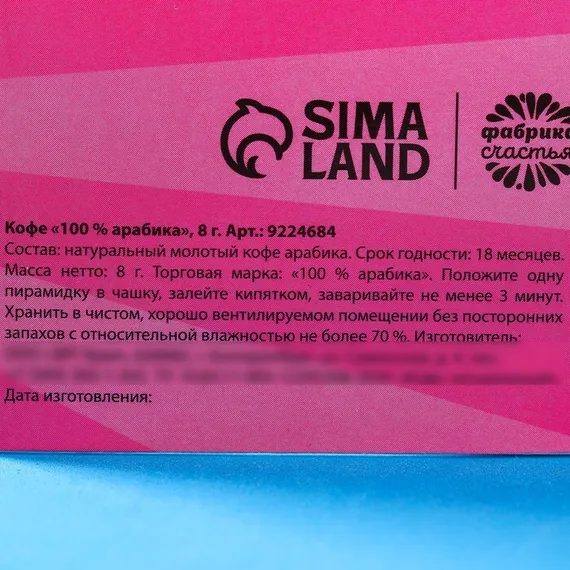 SIMA
LAND
фабрика
счастья
Кофе «100 % арабика», 8 г. Арт.: 9224684
Состав: натуральный молотый кофе арабика. Срок годности: 18 месяцев.
Масса нетто: 8 г. Торговая марка: «100 % арабика». Положите одну
пирамидку в чашку, залейте кипятком, заваривайте не менее 3 минут.
Хранить в чистом, хорошо вентилируемом помещении без посторонних
запахов с относительной влажностью не более 70 %. Изготовитель:
Дата изготовления: